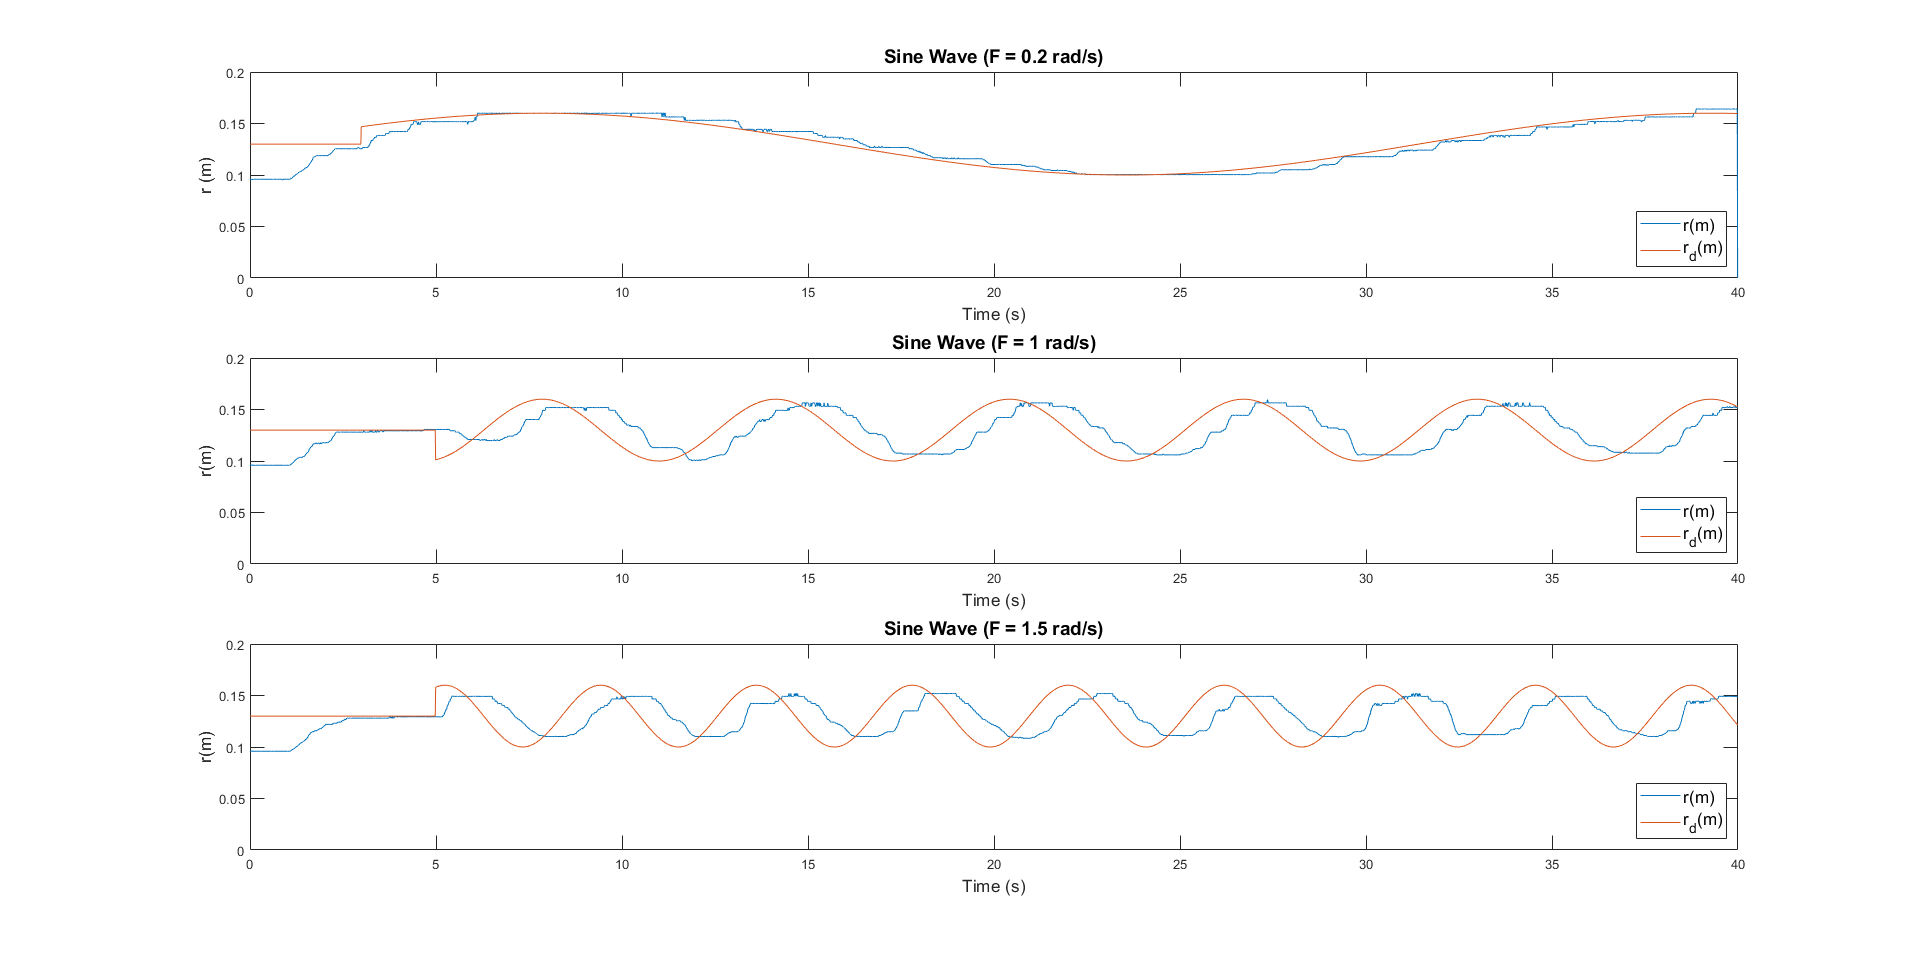 Sine Wave (F = 0.2 rad/s)
0.2
0.15
0.1
0.05
0
r (m)
r(m)
r_d(m)
0 5 10 15 20 25 30 35 40
Time (s)
Sine Wave (F = 1 rad/s)
0.2
0.15
0.1
0.05
0
r(m)
r(m)
r_d(m)
0 5 10 15 20 25 30 35 40
Time (s)
Sine Wave (F = 1.5 rad/s)
0.2
0.15
0.1
0.05
0
r(m)
r(m)
r_d(m)
0 5 10 15 20 25 30 35 40
Time (s)